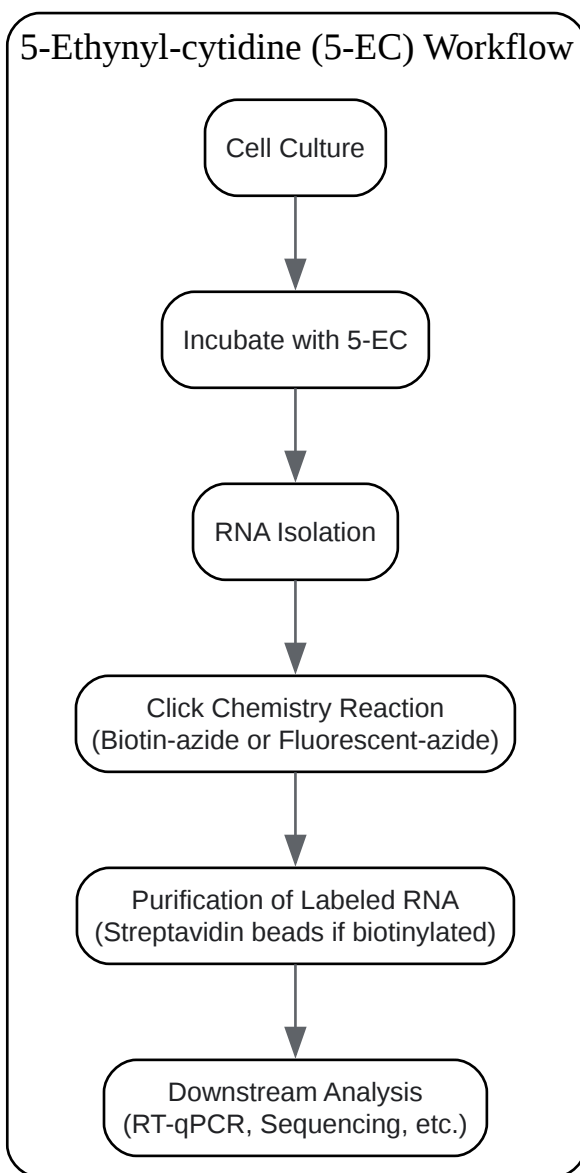 5-Ethynyl-cytidine (5-EC) Workflow
Cell Culture
Incubate with 5-EC
RNA Isolation
Click Chemistry Reaction
(Biotin-azide or Fluorescent-azide)
Purification of Labeled RNA
(Streptavidin beads if biotinylated)
Downstream Analysis
(RT-qPCR, Sequencing, etc.)